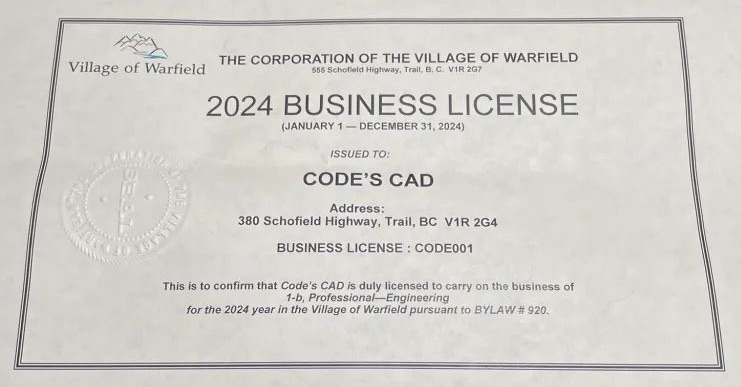 Village of Warfield
THE CORPORATION OF THE VILLAGE OF WARFIELD
555 Schofield Highway, Trail, B. C. V1R 2G7
2024 BUSINESS LICENSE
(JANUARY 1 — DECEMBER 31, 2024)
ISSUED TO:
CODE'S CAD
Address:
380 Schofield Highway, Trail, BC V1R 2G4
BUSINESS LICENSE : CODE001
SEAL
This is to confirm that Code's CAD is duly licensed to carry on the business of
1-b, Professional—Engineering
for the 2024 year in the Village of Warfield pursuant to BYLAW # 920.